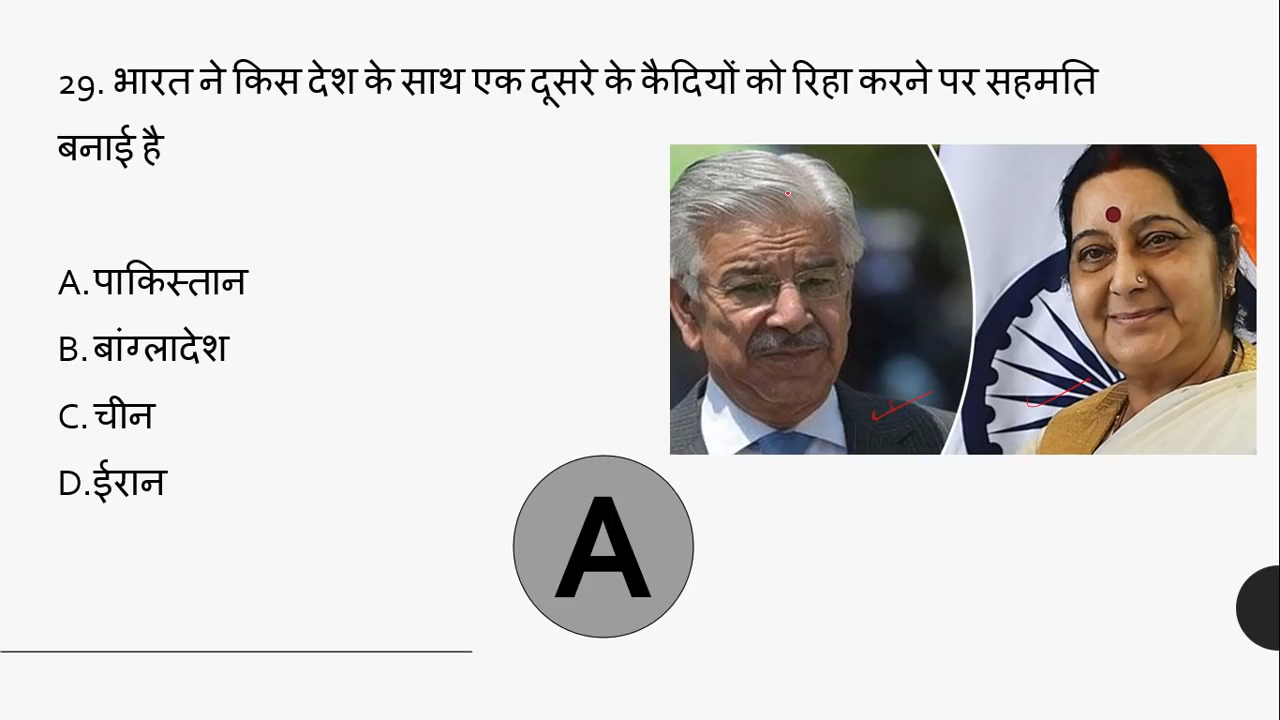 29. भारत ने किस देश के साथ एक दूसरे के कैदियों को रिहा करने पर सहमति
बनाई है
A. पाकिस्तान
B. बांग्लादेश
C. चीन
D. ईरान
A